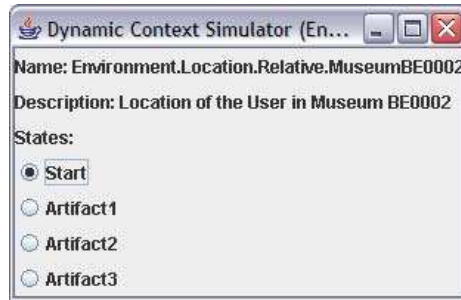 Dynamic Context Simulator (En...
Name: Environment.Location.Relative.MuseumBE0002
Description: Location of the User in Museum BE0002
States:
Start
Artifact1
Artifact2
Artifact3